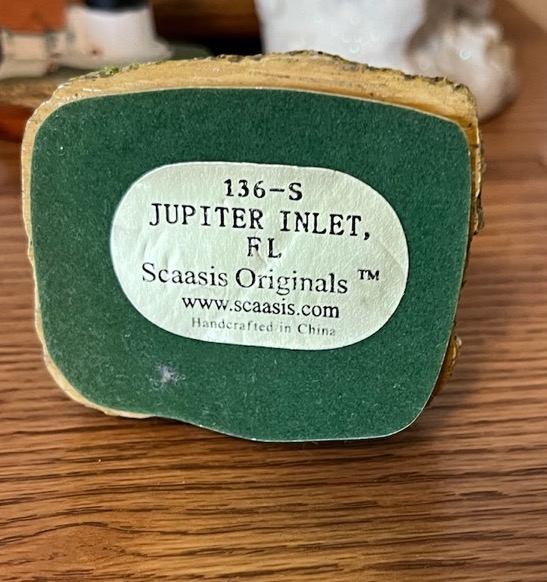 136-S
JUPITER INLET,
FL
Scaasis Originals ™
www.scaasis.com
Handcrafted in China